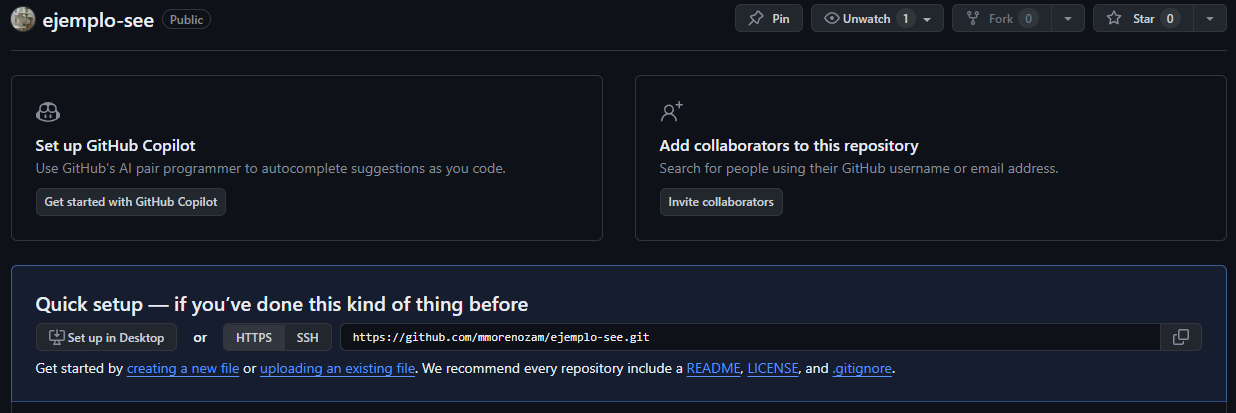 ejemplo-see Public Pin Unwatch 1 Fork 0 Star 0
Set up GitHub Copilot
Use GitHub's AI pair programmer to autocomplete suggestions as you code.
Get started with GitHub Copilot
Add collaborators to this repository
Search for people using their GitHub username or email address.
Invite collaborators
Quick setup — if you’ve done this kind of thing before
Set up in Desktop or HTTPS SSH https://github.com/mmorenozam/ejemplo-see.git
Get started by creating a new file or uploading an existing file. We recommend every repository include a README, LICENSE, and .gitignore.